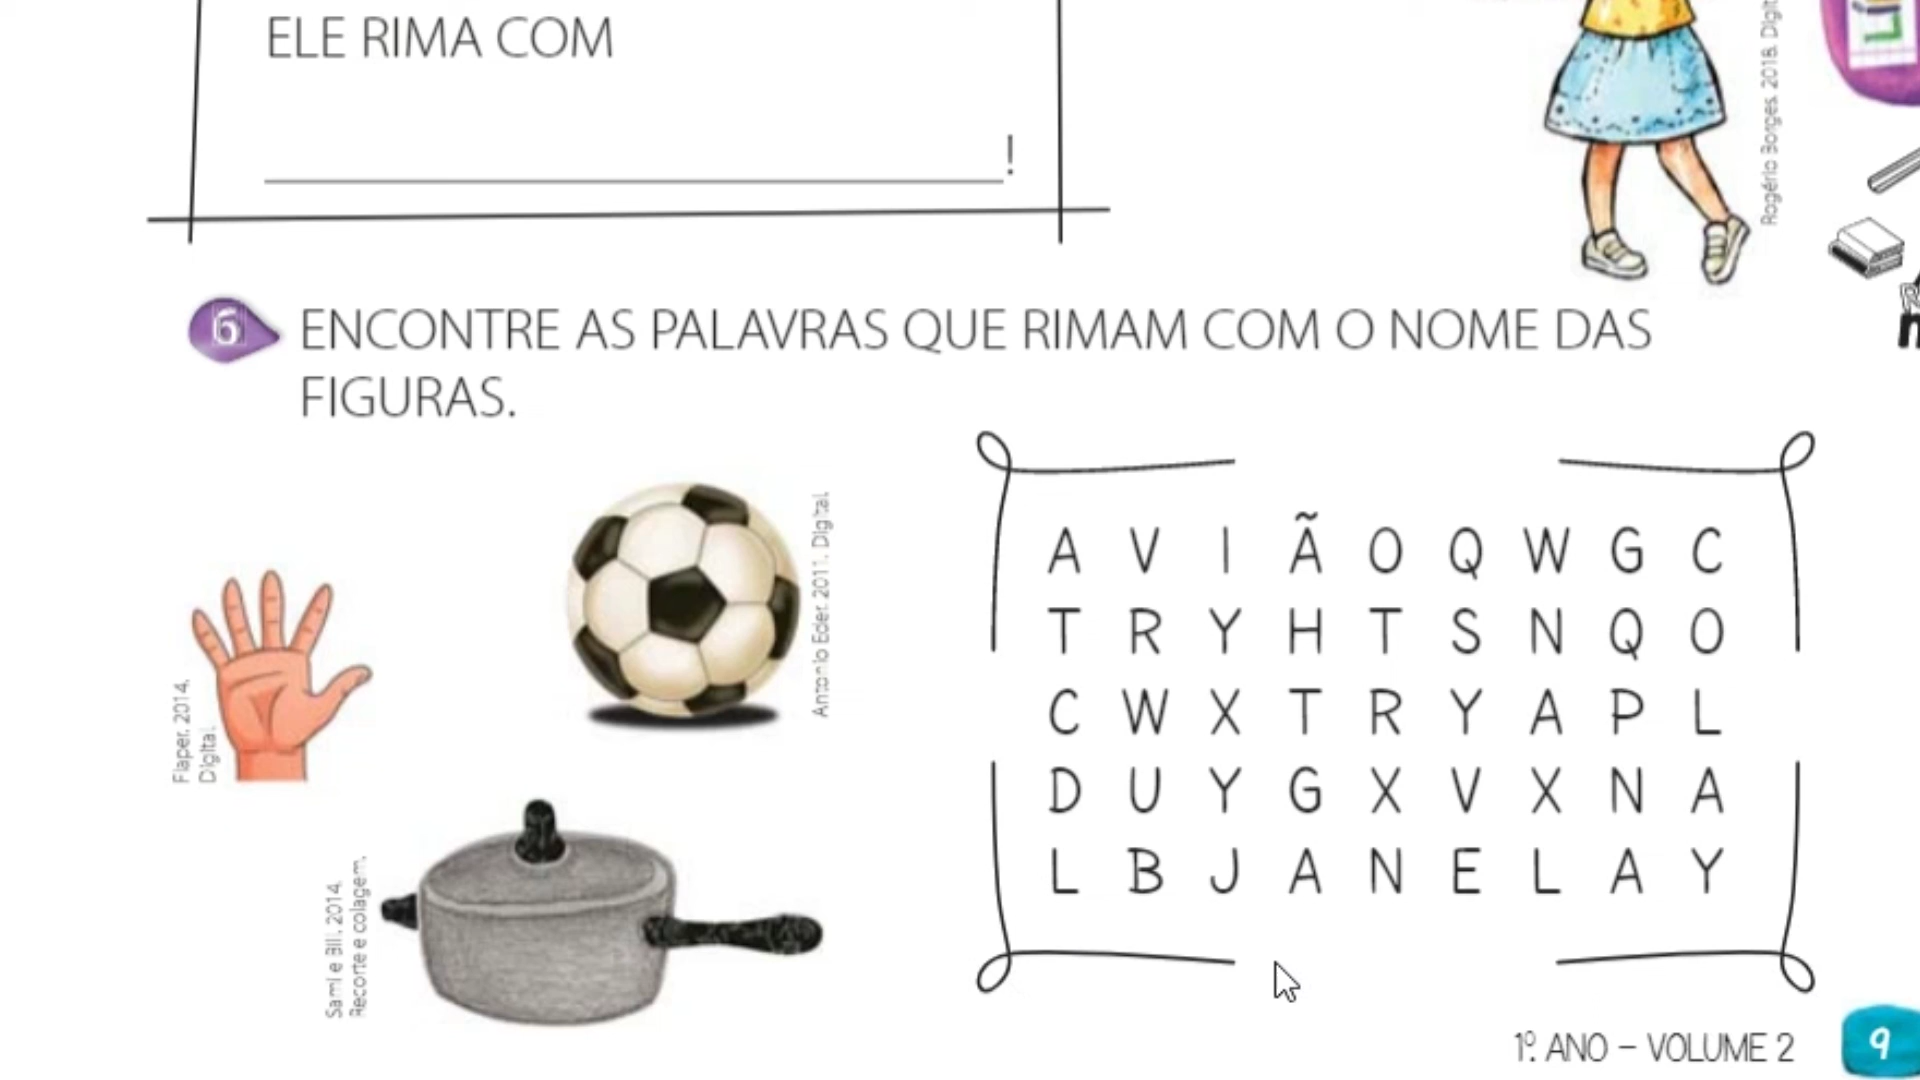 ELE RIMA COM
!
Rogério Borges. 2018. Digit
6 ENCONTRE AS PALAVRAS QUE RIMAM COM O NOME DAS
FIGURAS.
Flaper. 2014.
Digital.
Antonio Eder. 2011. Digital.
Sami e Bill. 2014.
Recorte e colagem.
A V I Ã O Q W G C
T R Y H T S N Q O
C W X T R Y A P L
D U Y G X V X N A
L B J A N E L A Y
1º. ANO – VOLUME 2 9